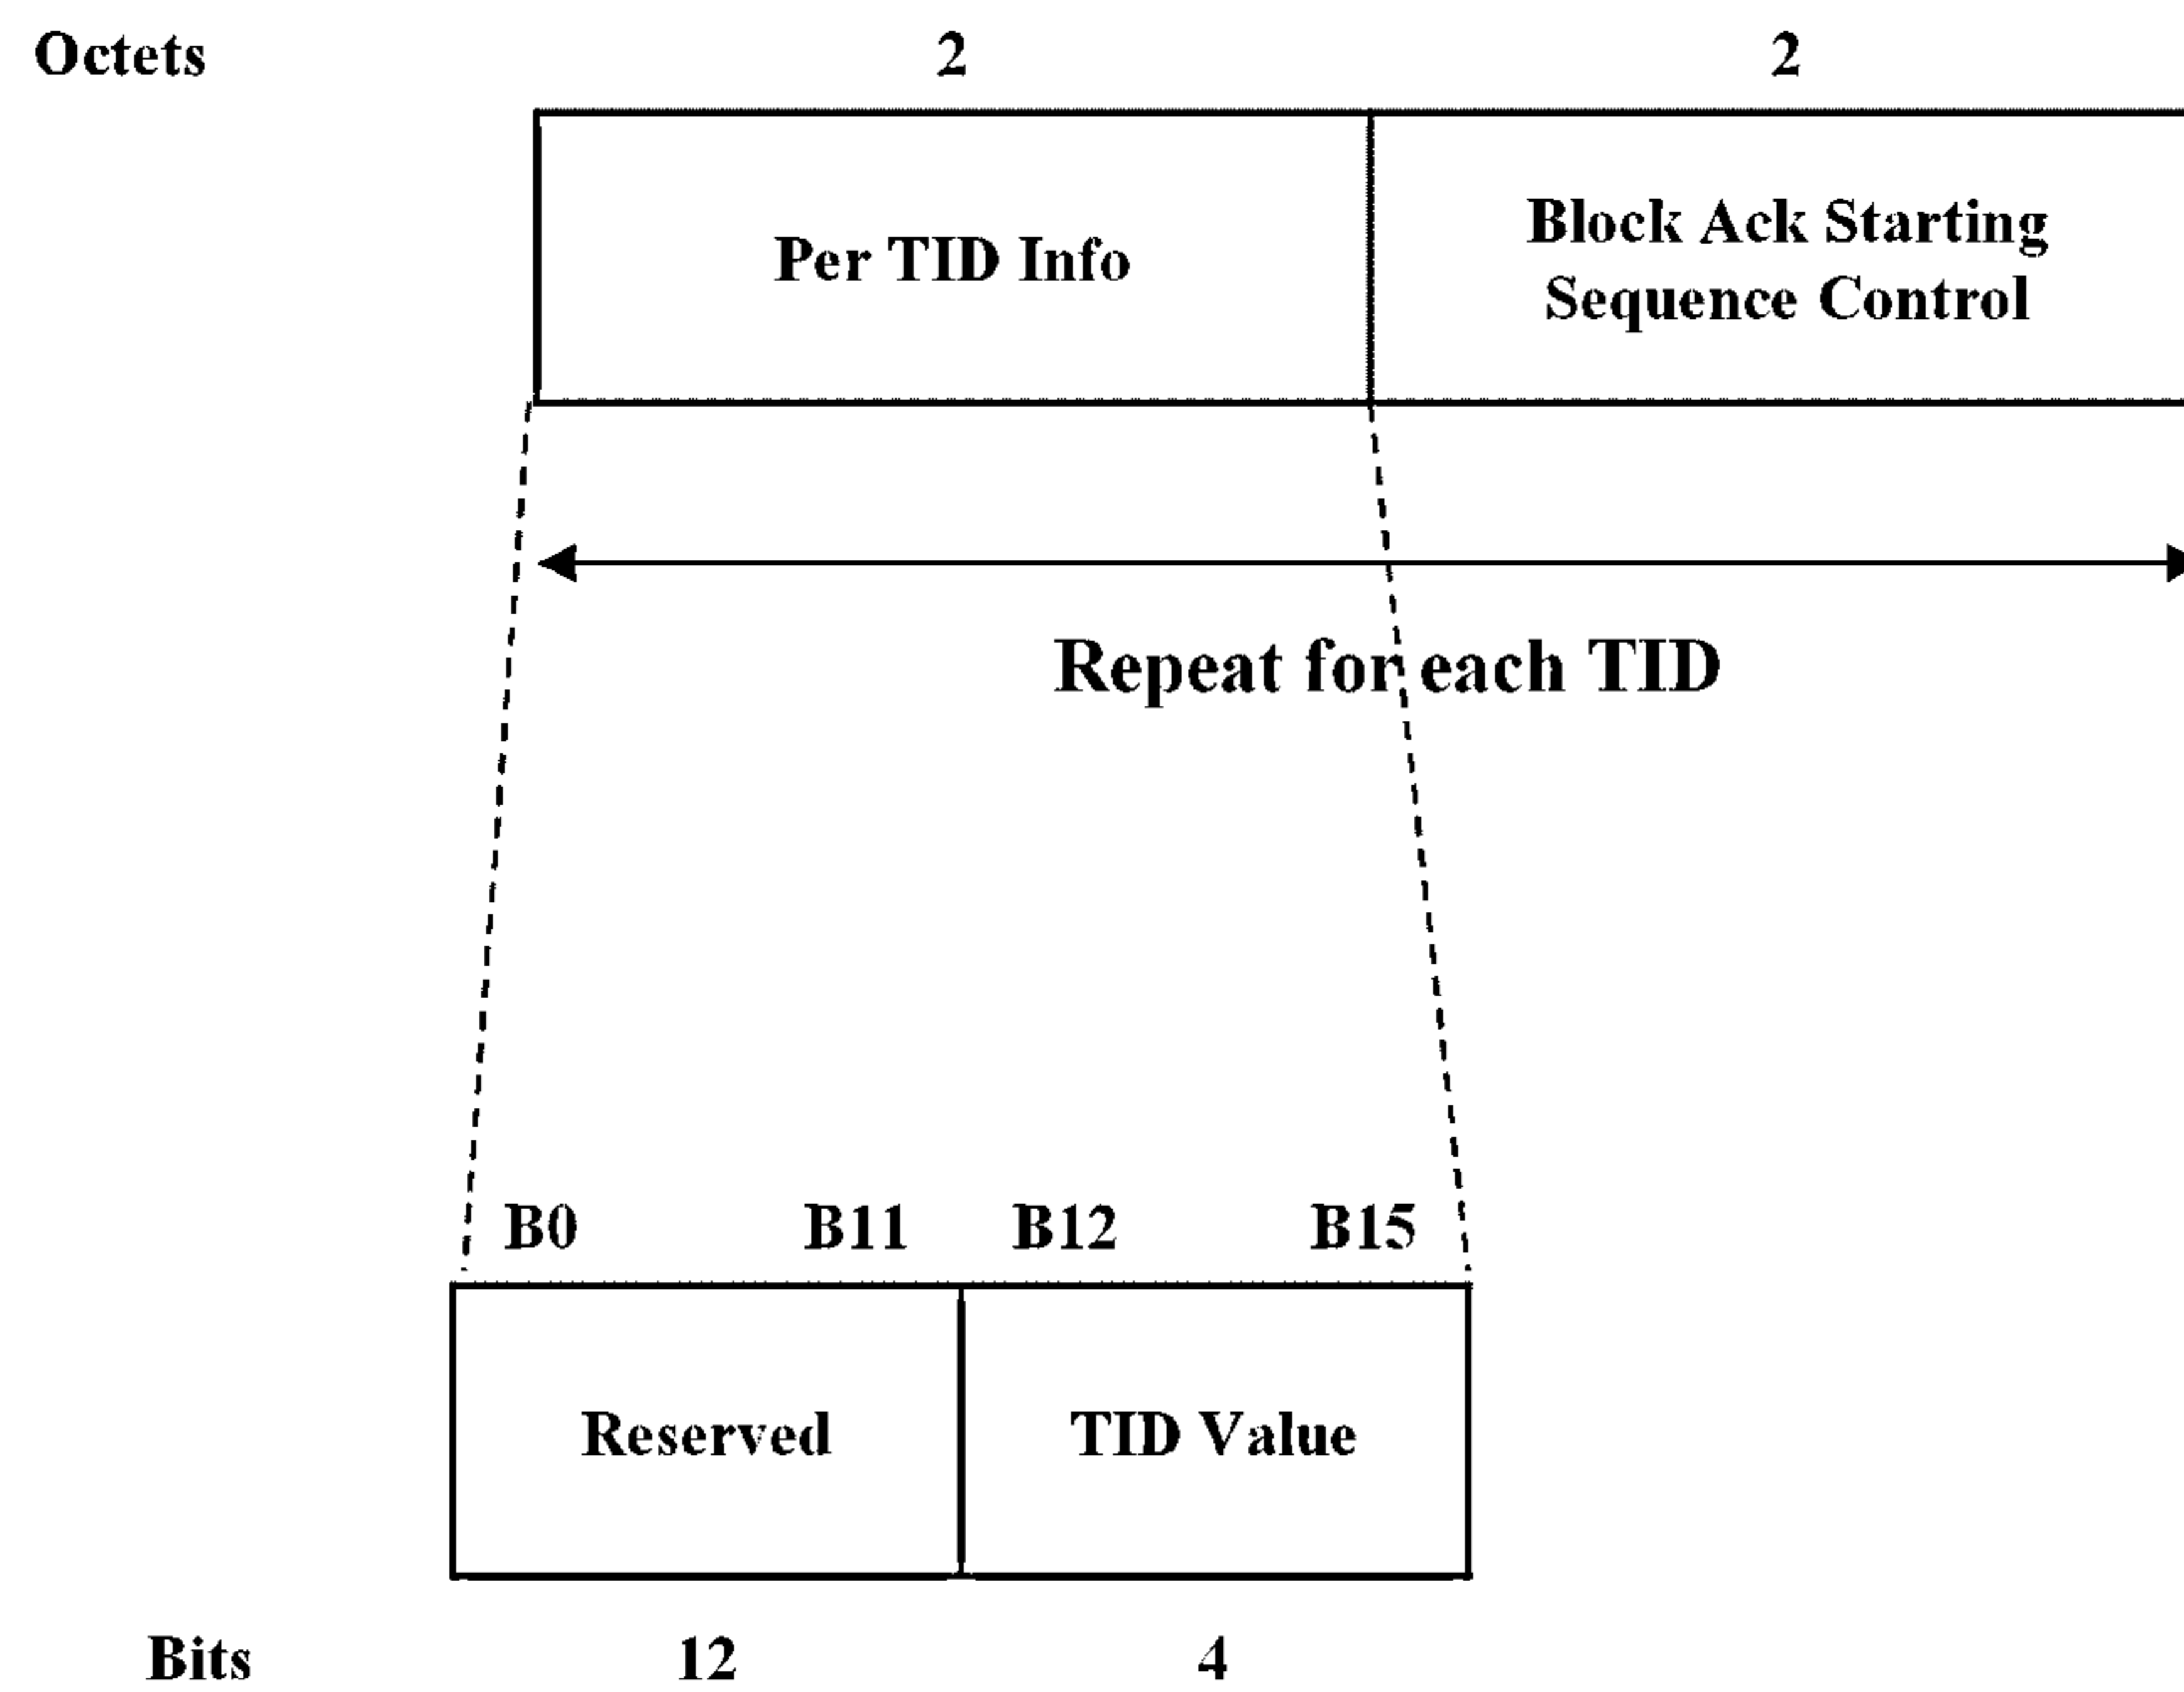 Octets 2 2
Per TID Info
Block Ack Starting
Sequence Control
Repeat for each TID
B0 B11 B12 B15
Reserved TID Value
Bits 12 4